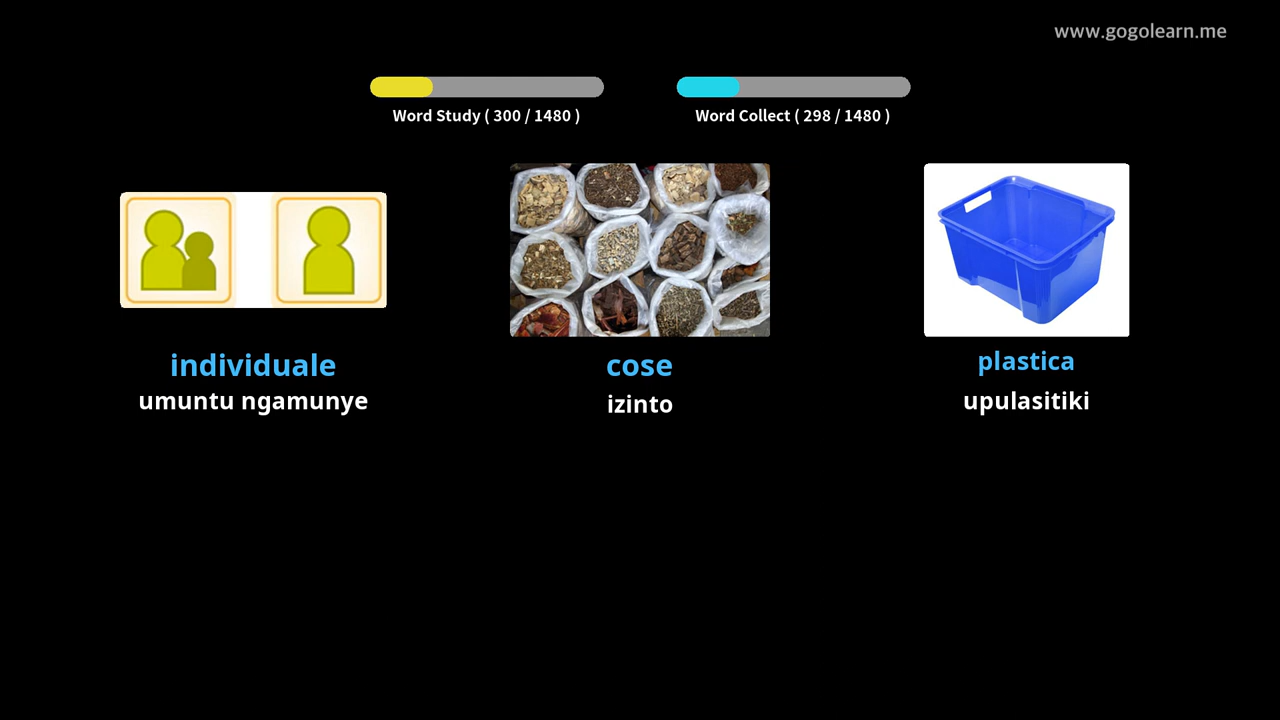 www.gogolearn.me
Word Study ( 300 / 1480 )
Word Collect ( 298 / 1480 )
individuale
umuntu ngamunye
cose
izinto
plastica
upulasitiki